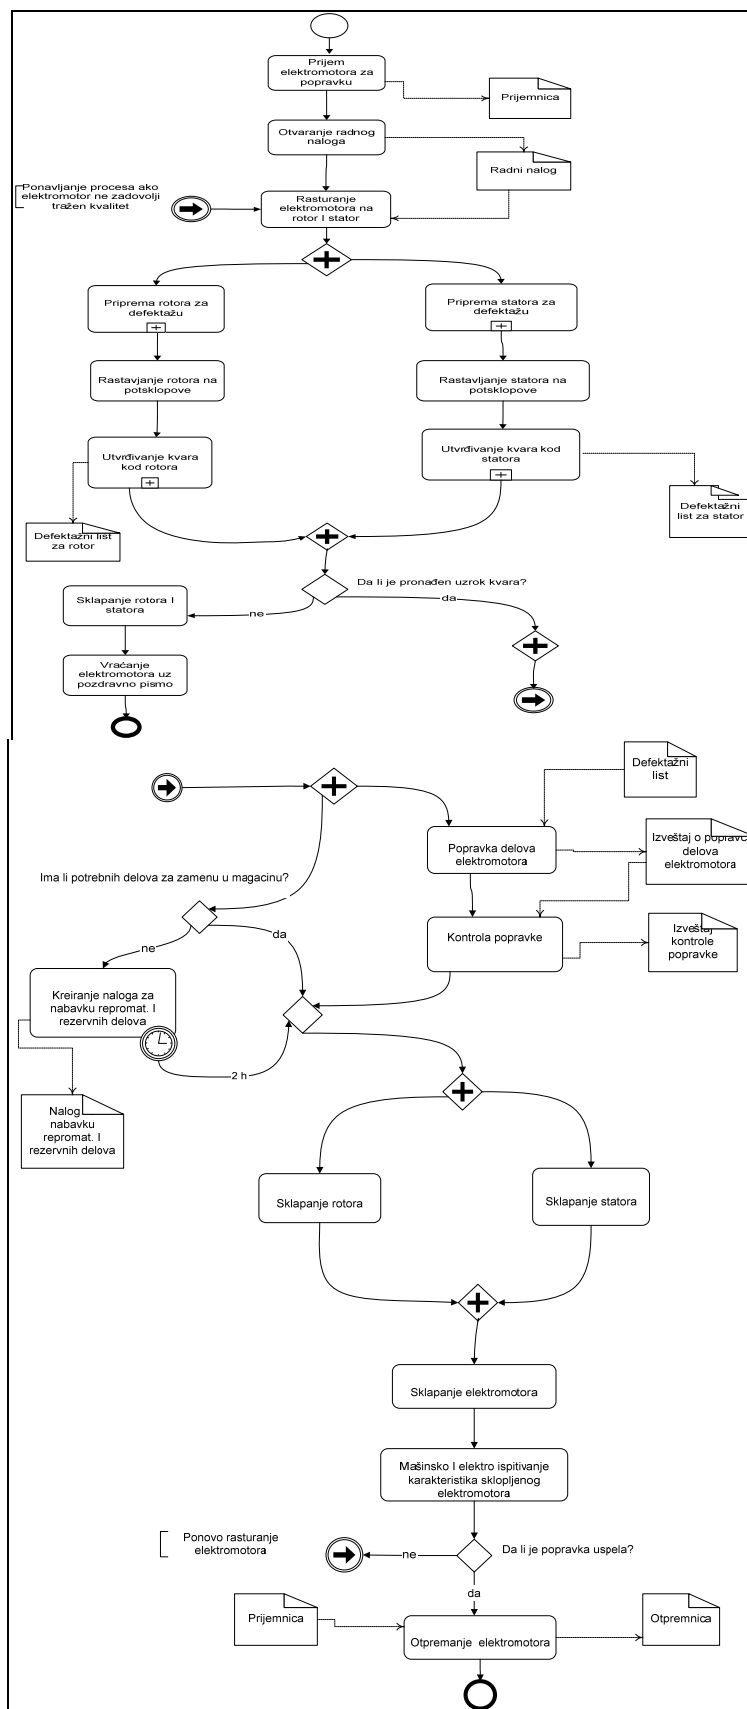 Prijem
elektromotora za
popravku
Prijemnica
Otvaranje radnog
naloga
Radni nalog
Ponavljanje procesa ako
elektromotor ne zadovolji
tražen kvalitet
Rasturanje
elektromotora na
rotor I stator
Priprema rotora za
defektažu
Priprema statora za
defektažu
Rastavjanje rotora na
potsklopove
Rastavljanje statora na
potsklopove
Utvrđivanje kvara
kod rotora
Utvrđivanje kvara kod
statora
Defektažni list
za rotor
Defektažni
list za stator
Da li je pronađen uzrok kvara?
ne
da
Sklapanje rotora I
statora
Vraćanje
elektromotora uz
pozdravno pismo
Defektažni
list
Popravka delova
elektromotora
Izveštaj o popravc
delova
elektromotora
Ima li potrebnih delova za zamenu u magacinu?
Kontrola popravke
Izveštaj
kontrole
popravke
ne
da
Kreiranje naloga za
nabavku repromat. I
rezervnih delova
2 h
Nalog
nabavku
repromat. I
rezervnih delova
Sklapanje rotora
Sklapanje statora
Sklapanje elektromotora
Mašinsko I elektro ispitivanje
karakteristika sklopljenog
elektromotora
Ponovo rasturanje
elektromotora
ne
Da li je popravka uspela?
da
Prijemnica
Otpremanje elektromotora
Otpremnica